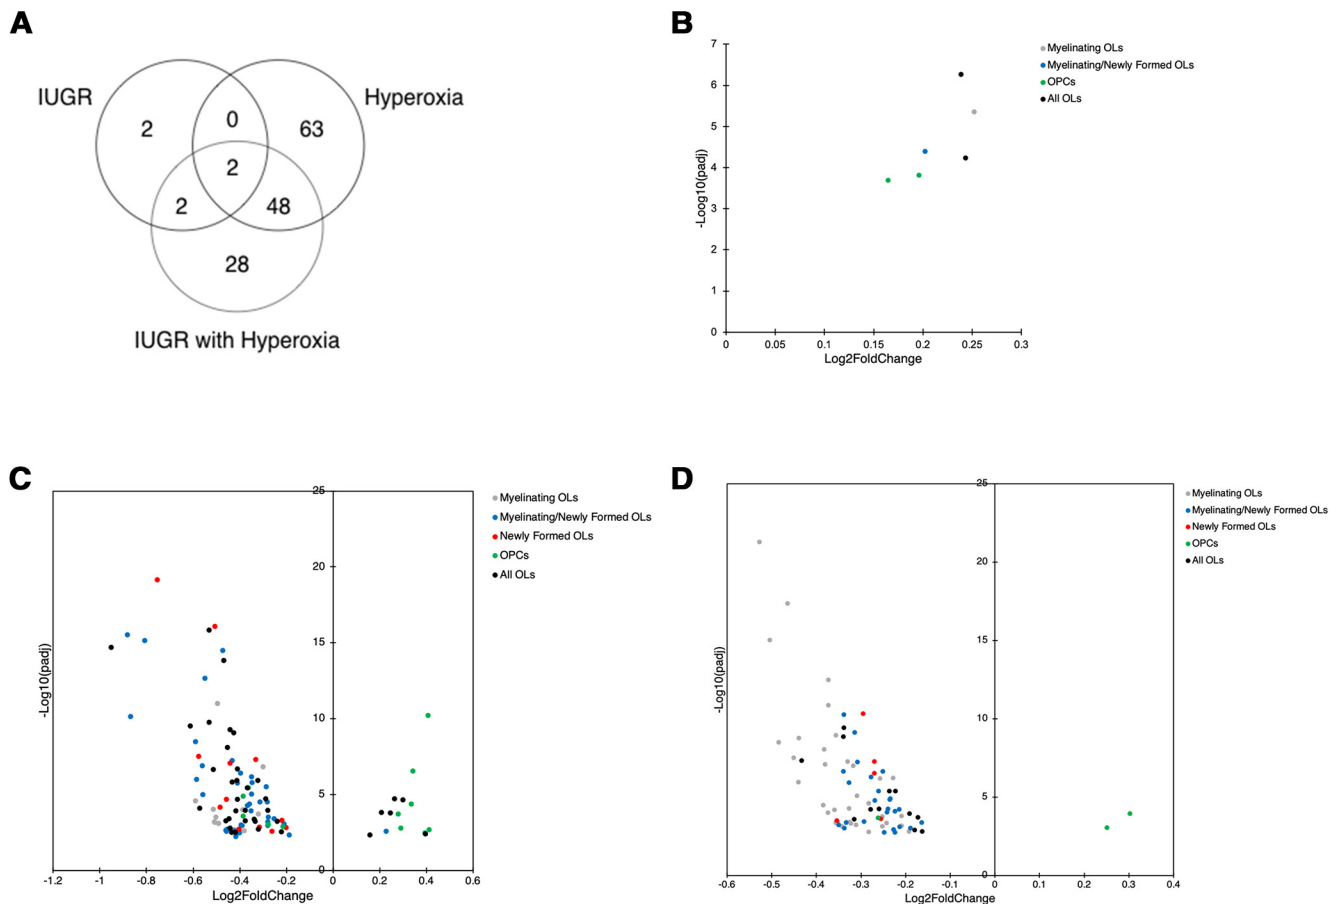 A
IUGR
Hyperoxia
2
0
63
2
2
48
28
IUGR with Hyperoxia
B
7
6
5
4
3
2
1
0
-Loog10(padj)
0 0.05 0.1 0.15 0.2 0.25 0.3
Log2FoldChange
Myelinating OLs
Myelinating/Newly Formed OLs
OPCs
All OLs
C
25
20
15
10
5
0
-Log10(padj)
-1.2 -1 -0.8 -0.6 -0.4 -0.2 0 0.2 0.4 0.6
Log2FoldChange
Myelinating OLs
Myelinating/Newly Formed OLs
Newly Formed OLs
OPCs
All OLs
D
25
20
15
10
5
0
-Log10(padj)
-0.6 -0.5 -0.4 -0.3 -0.2 -0.1 0 0.1 0.2 0.3 0.4
Log2FoldChange
Myelinating OLs
Myelinating/Newly Formed OLs
Newly Formed OLs
OPCs
All OLs